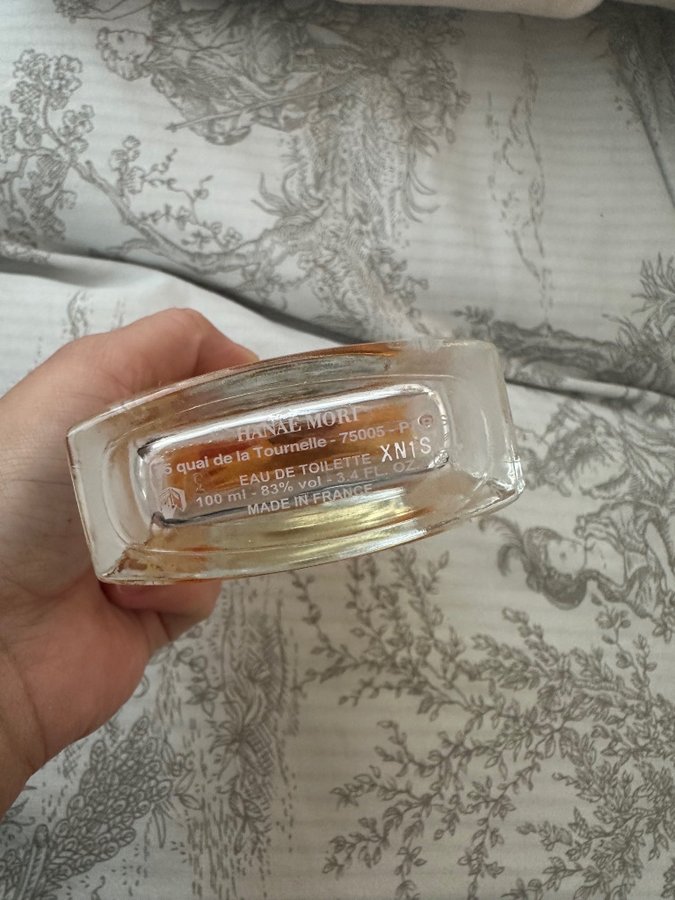 HANAE MORI
5 quai de la Tournelle - 75005 - P
EAU DE TOILETTE
XN1S
100 ml - 83% vol - 3.4 FL. OZ
MADE IN FRANCE